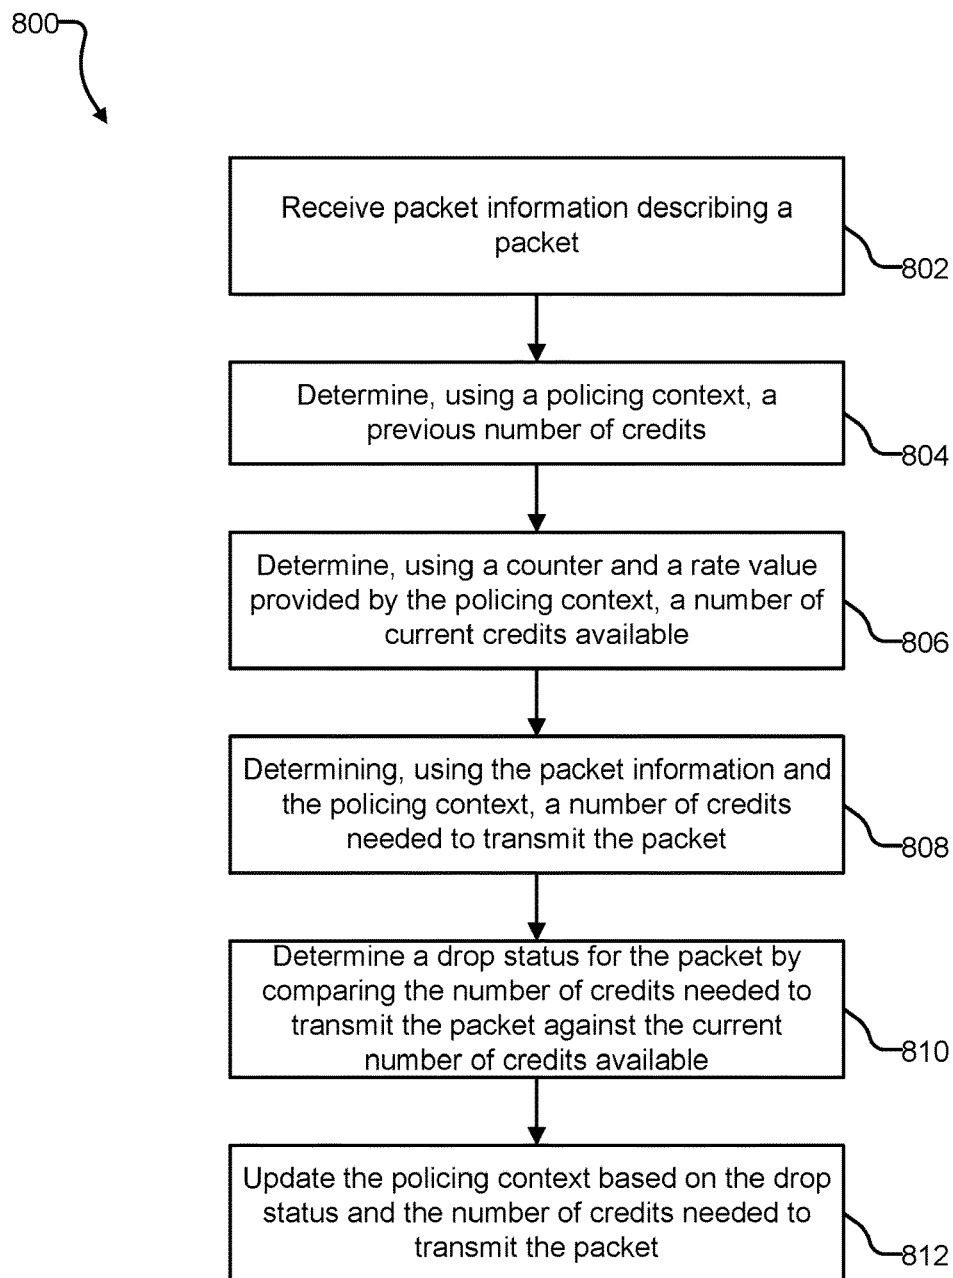 800
Receive packet information describing a
packet
802
Determine, using a policing context, a
previous number of credits
804
Determine, using a counter and a rate value
provided by the policing context, a number of
current credits available
806
Determining, using the packet information and
the policing context, a number of credits
needed to transmit the packet
808
Determine a drop status for the packet by
comparing the number of credits needed to
transmit the packet against the current
number of credits available
810
Update the policing context based on the drop
status and the number of credits needed to
transmit the packet
812